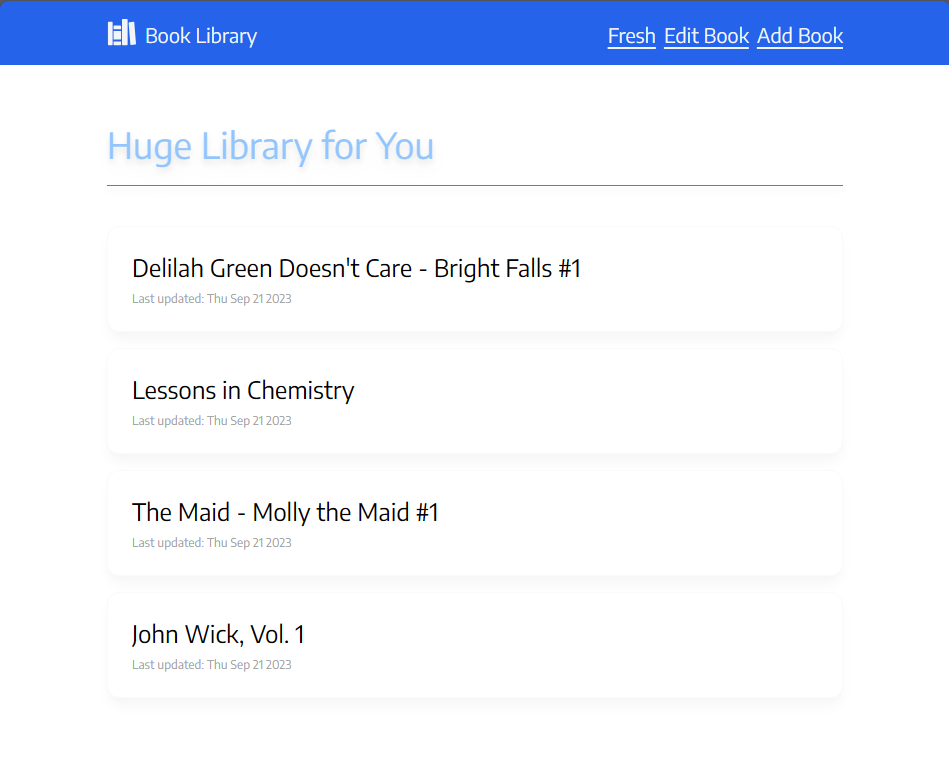 Book Library
Fresh Edit Book Add Book
Huge Library for You
Delilah Green Doesn't Care - Bright Falls #1
Last updated: Thu Sep 21 2023
Lessons in Chemistry
Last updated: Thu Sep 21 2023
The Maid - Molly the Maid #1
Last updated: Thu Sep 21 2023
John Wick, Vol. 1
Last updated: Thu Sep 21 2023